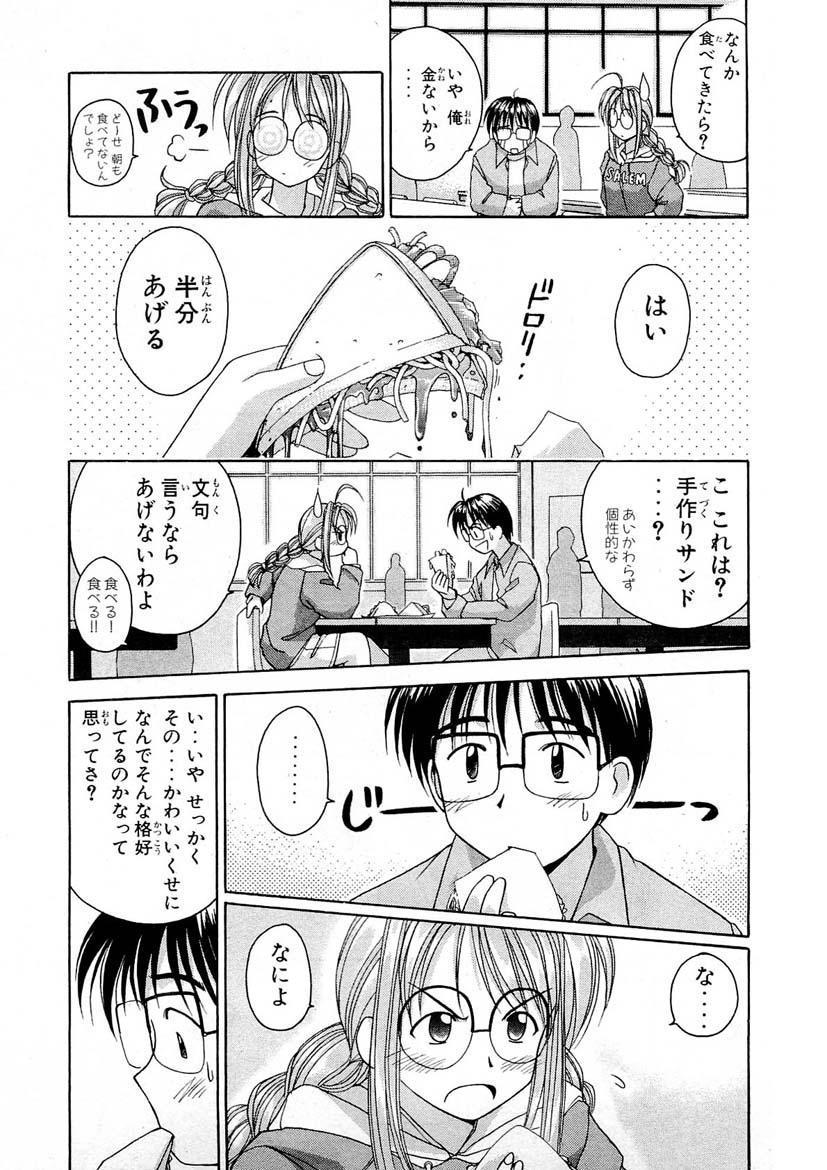 なんか
食べてきたら？
いや 俺
金ないから
‥‥
SALEM
ふうっ
ど～せ 朝も
食べてないん
でしょ？
はい
ドロリ‥
半分
あげる
こ これは？
手作りサンド
‥‥？
あいかわらず
個性的な
文句
言うなら
あげないわよ
食べる！
食べる!!
‥‥‥‥
じーーーっ
い‥いや せっかく
その‥‥かわいいくせに
なんでそんな格好
してるのかなって
思ってさ？
な‥‥
なによ